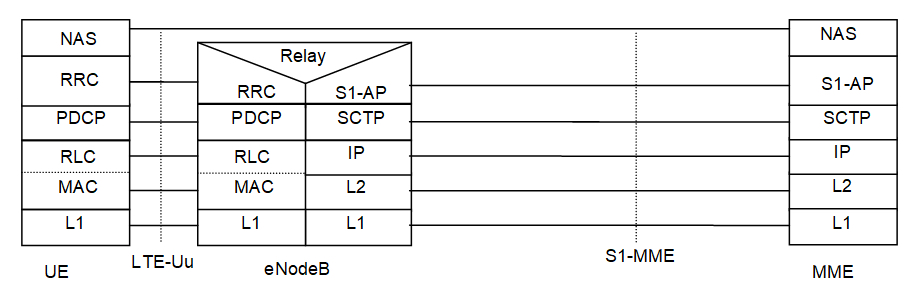 NAS
NAS
Relay
RRC
RRC
S1-AP
S1-AP
PDCP
PDCP
SCTP
SCTP
RLC
RLC
IP
IP
MAC
MAC
L2
L2
L1
L1
L1
L1
UE
LTE-Uu
eNodeB
S1-MME
MME